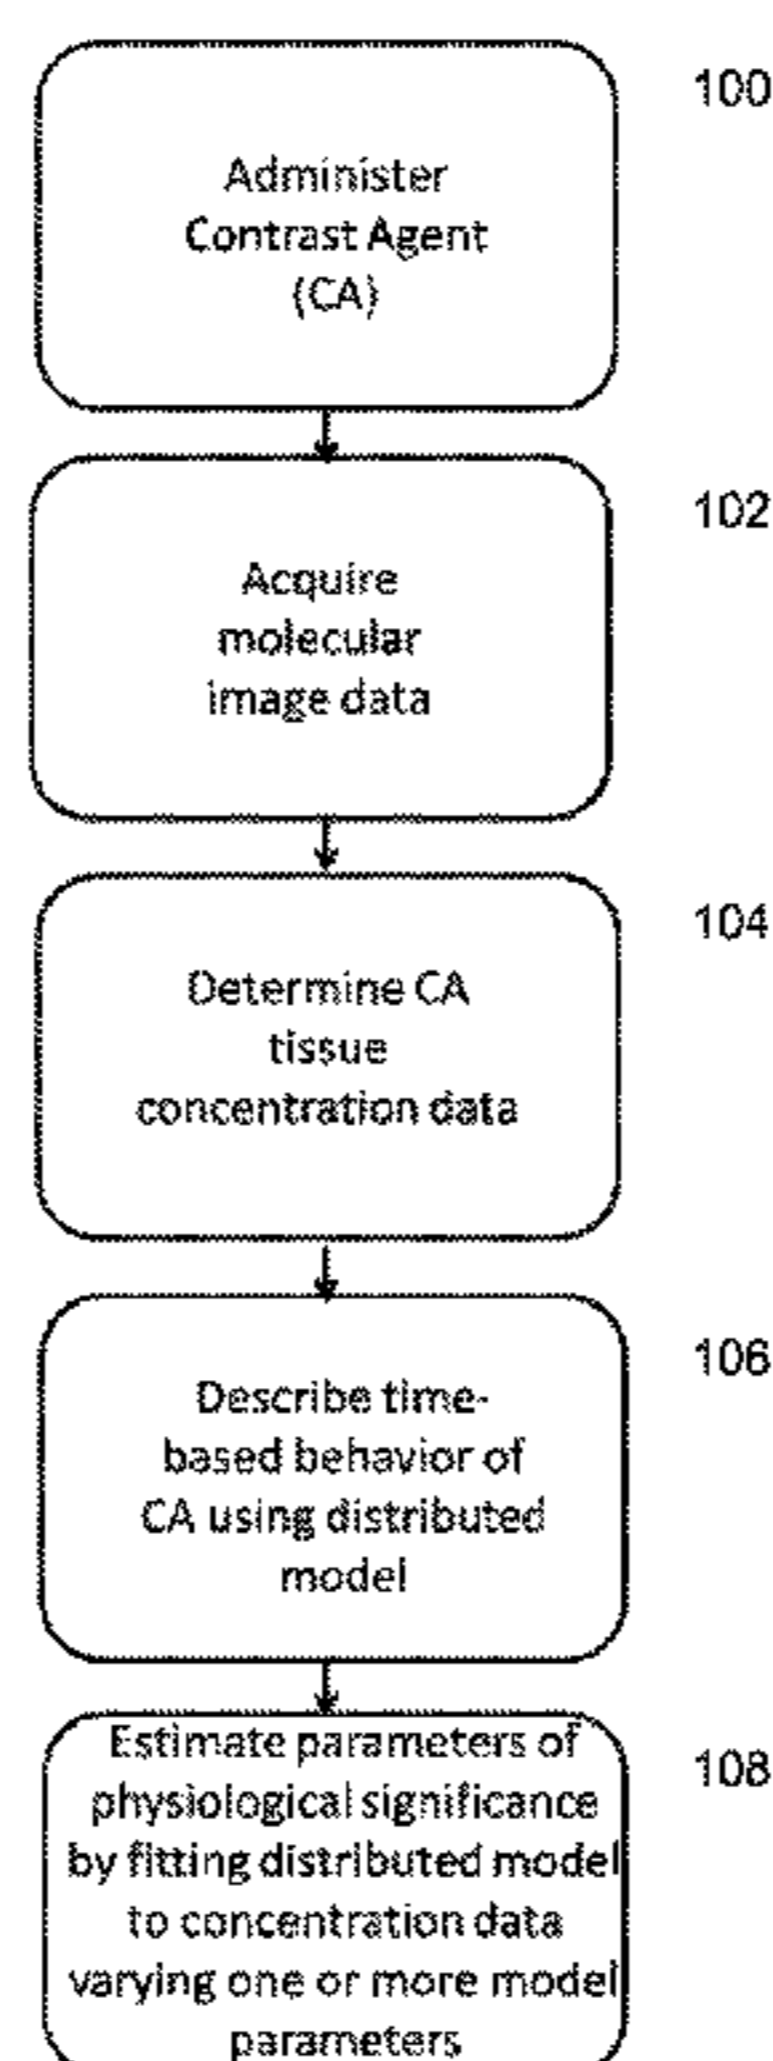 100
Administer
Contrast Agent
(CA)
102
Acquire
molecular
image data
104
Determine CA
tissue
concentration data
106
Describe time-
based behavior of
CA using distributed
model
108
Estimate parameters of
physiological significance
by fitting distributed model
to concentration data
varying one or more model
parameters